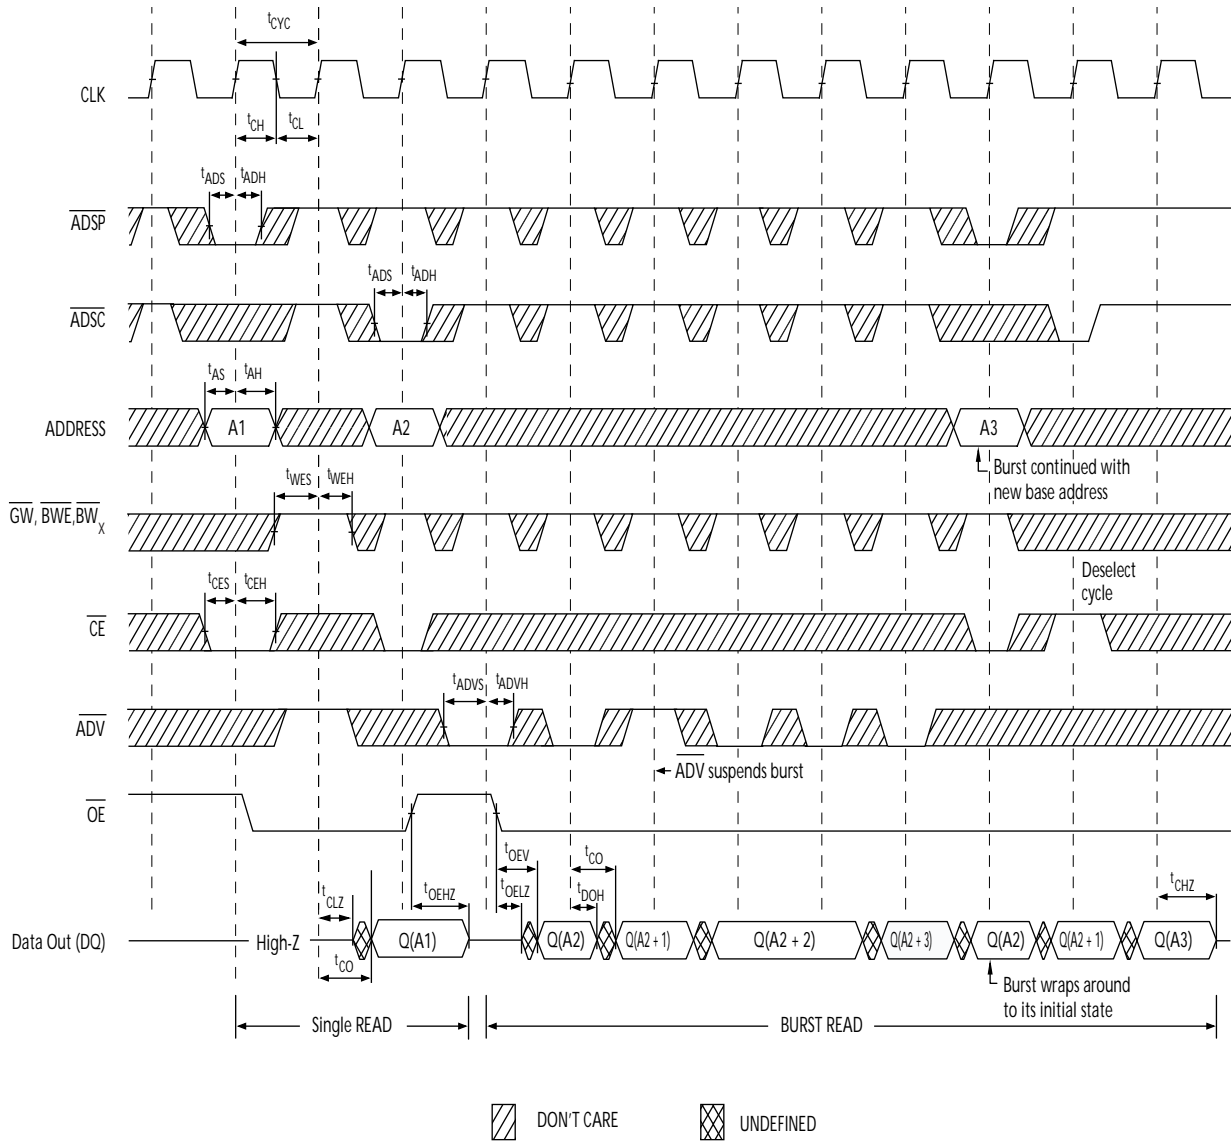 tCYC
CLK
tCH tCL
tADS tADH
ADSP
tADS tADH
ADSC
tAS tAH
ADDRESS A1 A2 A3
Burst continued with
new base address
tWES tWEH
GW, BWE,BWX
Deselect
cycle
tCES tCEH
CE
tADVS tADVH
ADV
ADV suspends burst
OE
tOEV tCO
tCLZ tOEHZ tOELZ tDOH tCHZ
Data Out (DQ) High-Z Q(A1) Q(A2) Q(A2 + 1) Q(A2 + 2) Q(A2 + 3) Q(A2) Q(A2 + 1) Q(A3)
tCO
Burst wraps around
to its initial state
Single READ BURST READ
DON'T CARE UNDEFINED